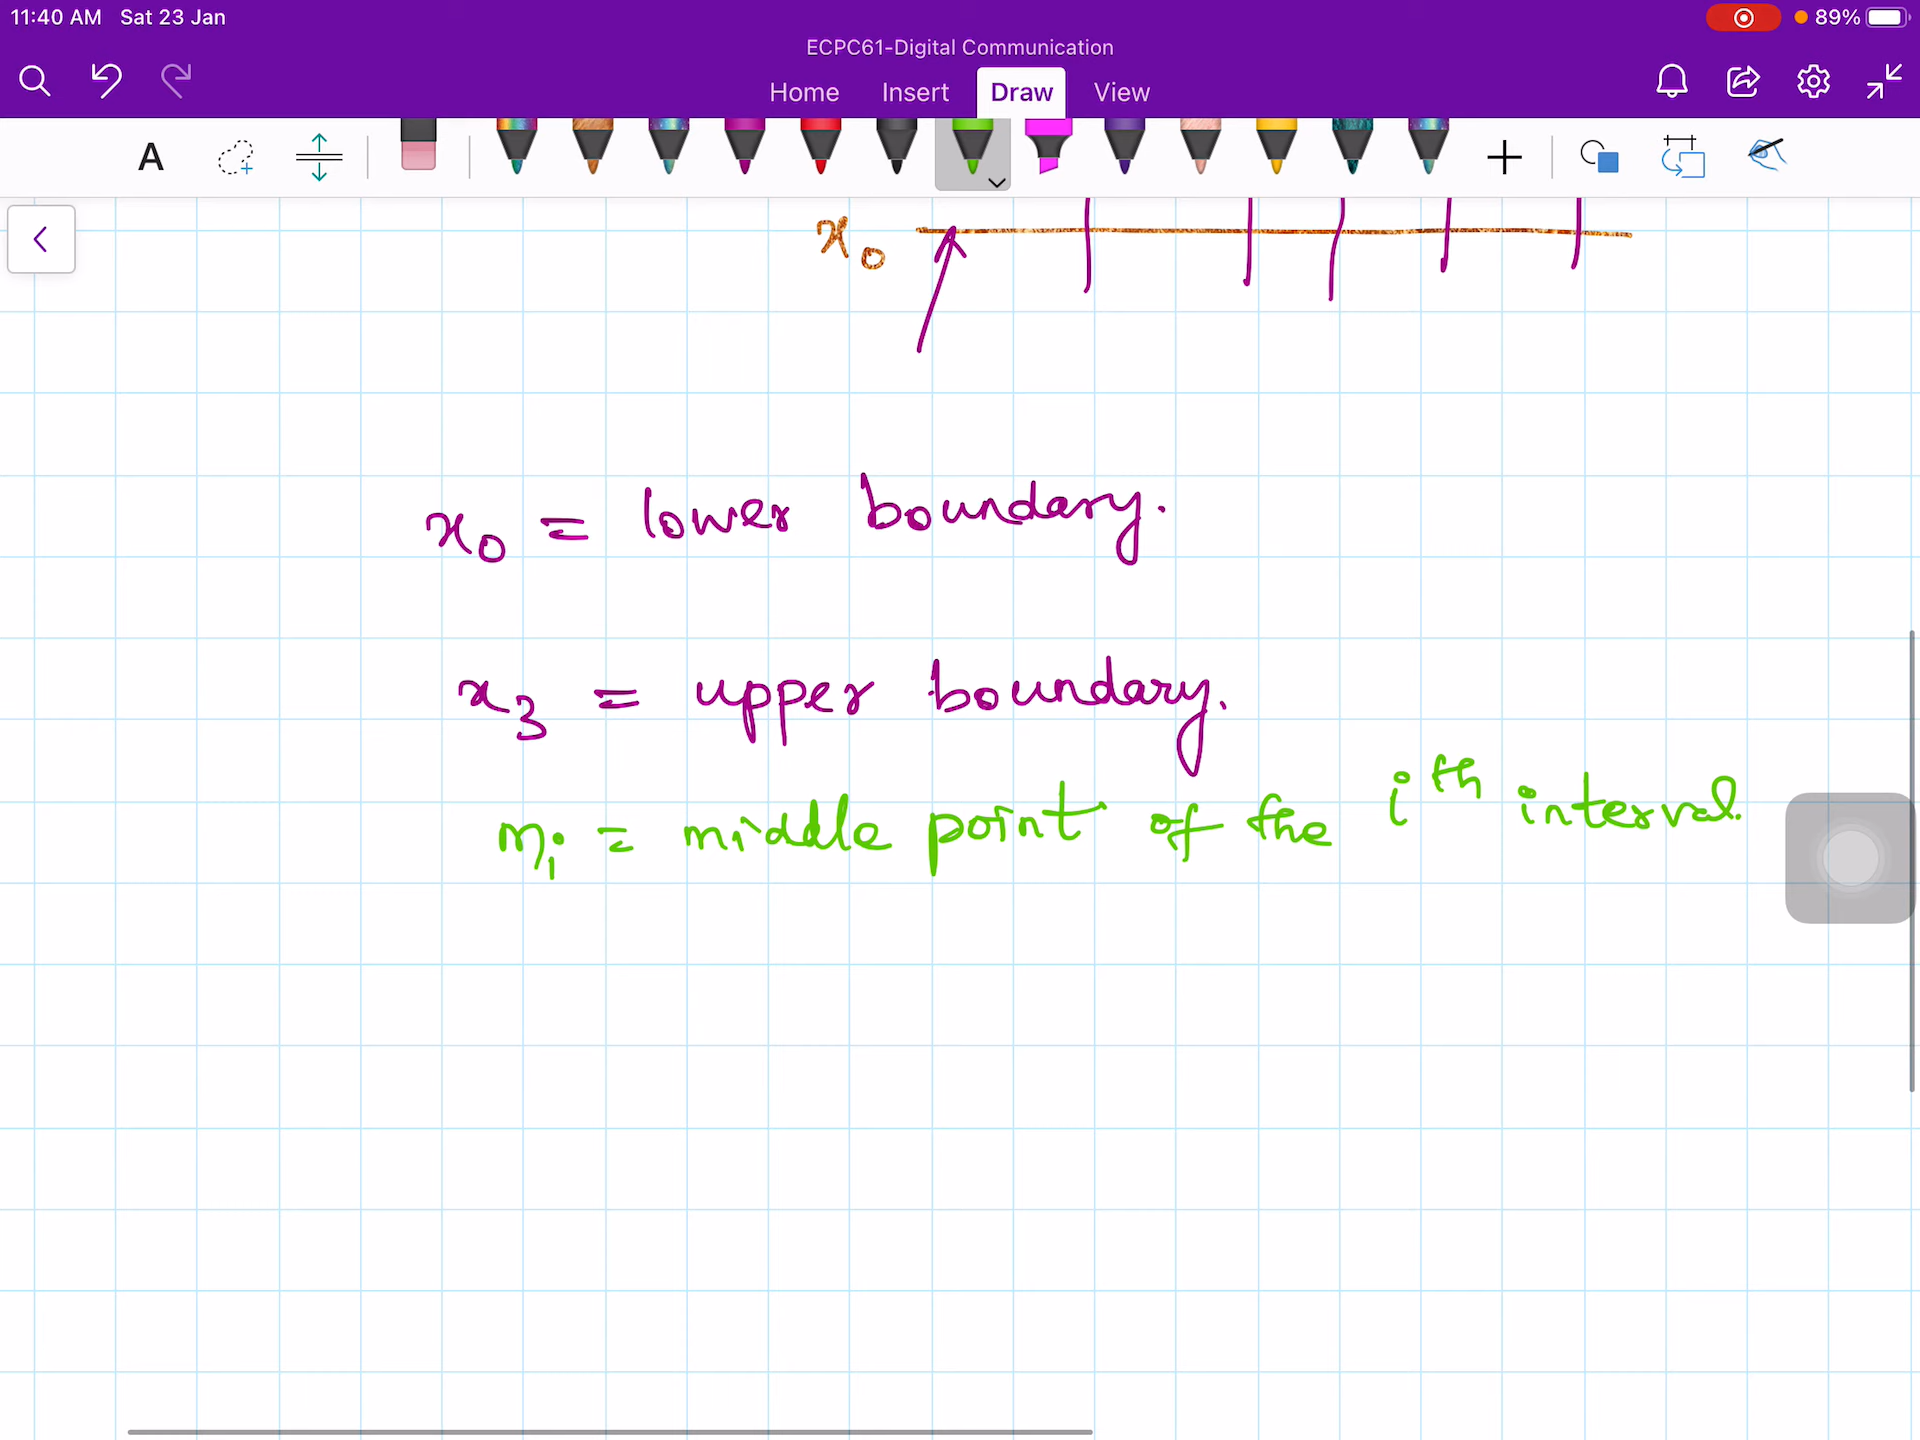 11:40 AM Sat 23 Jan
89%
ECPC61-Digital Communication
Home Insert Draw View
A
x₀
x₀ = lower boundary.
x₃ = upper boundary.
mᵢ = middle point of the iᵗʰ interval.